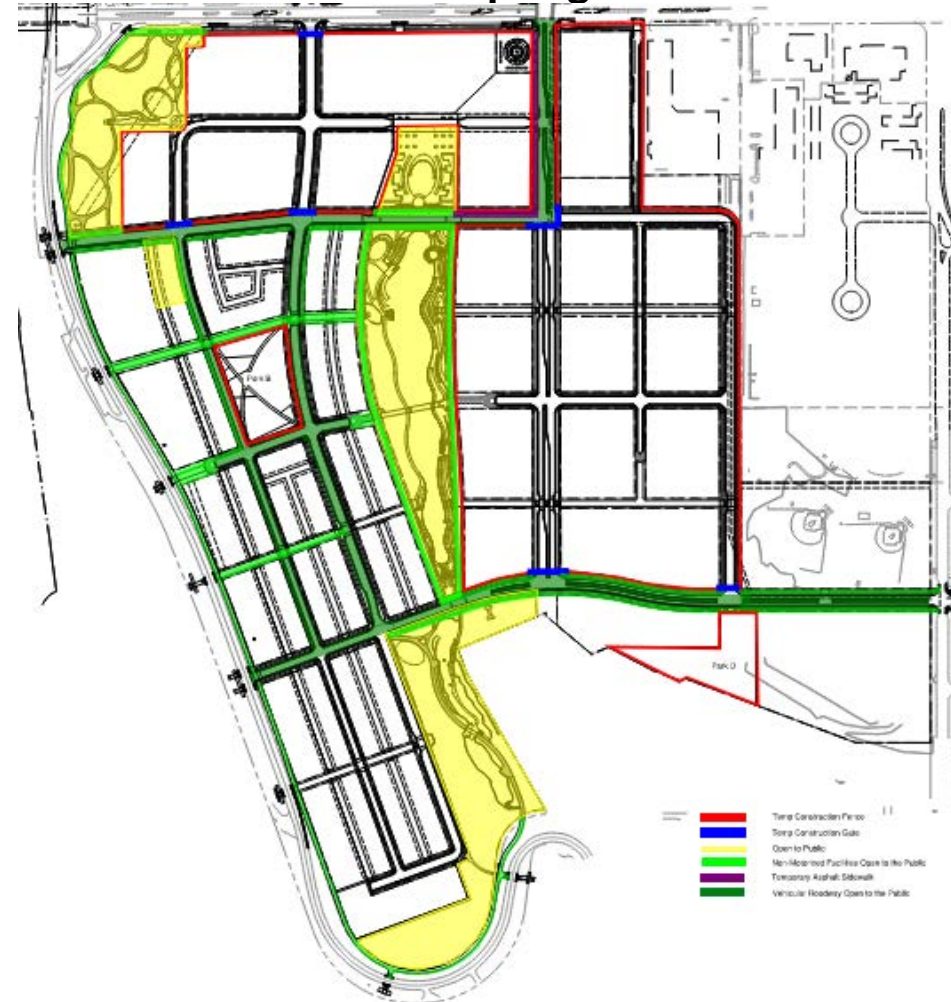 Park B
Park D
Temp Construction Fence
Temp Construction Gate
Open to Public
Non-Motorized Facilities Open to the Public
Temporary Asphalt Sidewalk
Vehicular Roadway Open to the Public